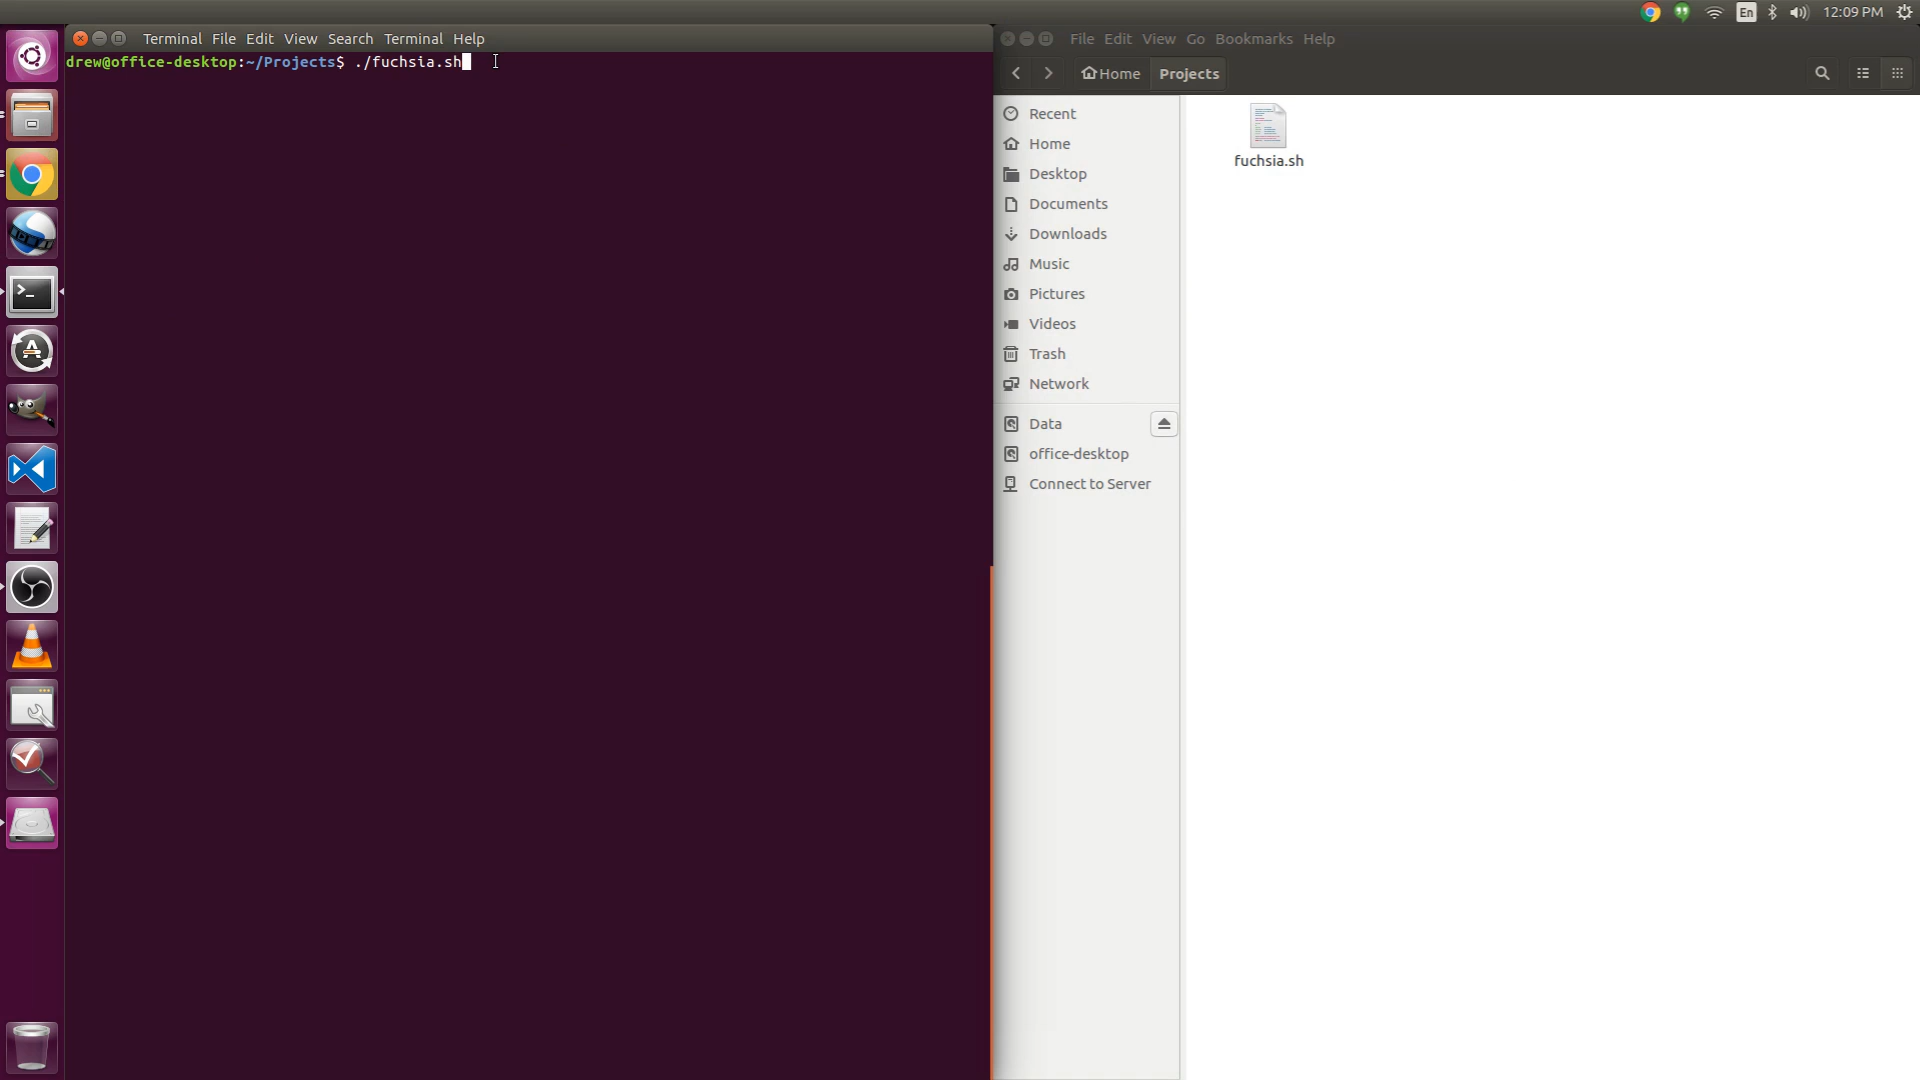 En 12:09 PM
Terminal File Edit View Search Terminal Help
drew@office-desktop:~/Projects$ ./fuchsia.sh
File Edit View Go Bookmarks Help
Home Projects
Recent
Home
Desktop
Documents
Downloads
Music
Pictures
Videos
Trash
Network
Data
office-desktop
Connect to Server
fuchsia.sh